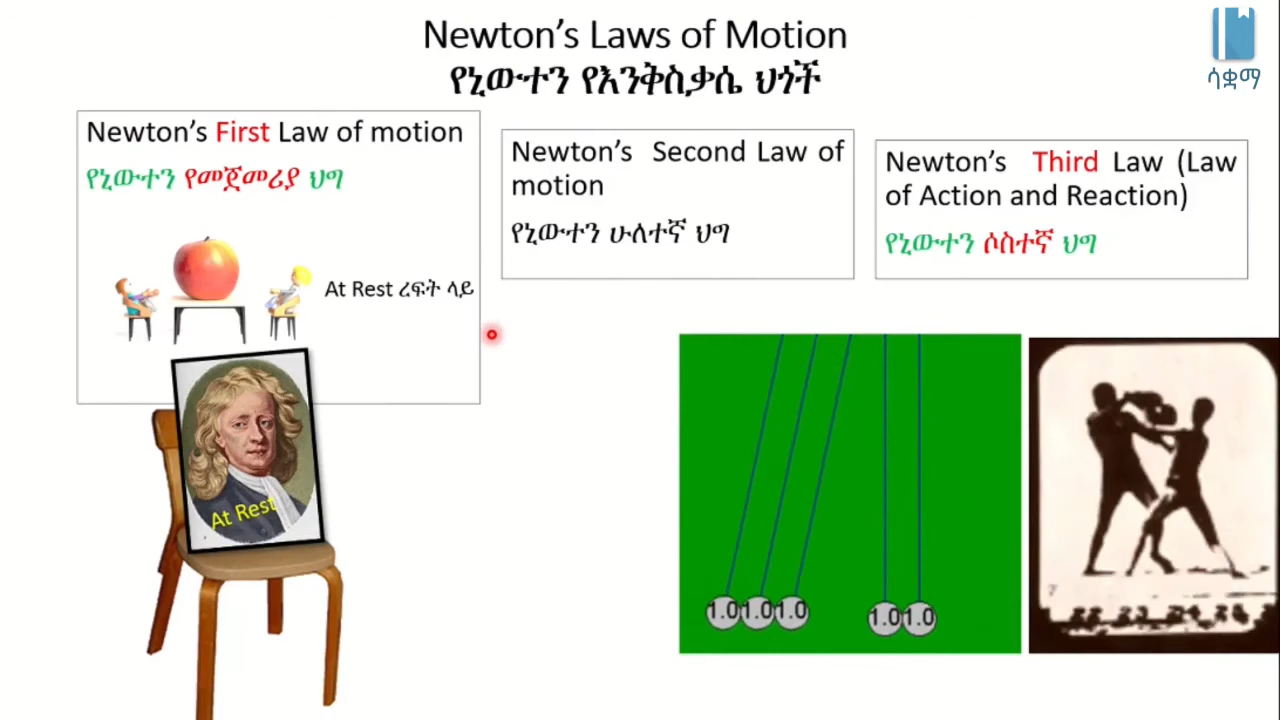 Newton's Laws of Motion
የኒውተን የእንቅስቃሴ ህጎች
ሳቋማ
Newton's First Law of motion
የኒውተን የመጀመሪያ ህግ
At Rest ረፍት ላይ
At Rest
Newton's Second Law of
motion
የኒውተን ሁለተኛ ህግ
Newton's Third Law (Law
of Action and Reaction)
የኒውተን ሶስተኛ ህግ
1.0 1.0 1.0 1.0 1.0